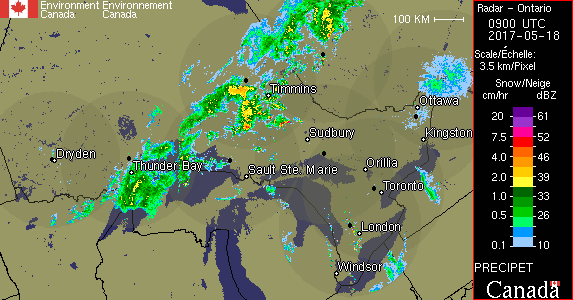 Environment Environnement
Canada Canada
100 KM
Timmins
Ottawa
Sudbury
Kingston
Dryden
Thunder Bay
Sault Ste. Marie
Orillia
Toronto
London
Windsor
Radar - Ontario
0900 UTC
2017-05-18
Scale/Échelle:
3.5 km/Pixel
Snow/Neige
cm/hr dBZ
20 61
7.5 52
4.0 46
2.0 39
1.0 33
0.5 26
0.1 10
PRECIPET
Canada